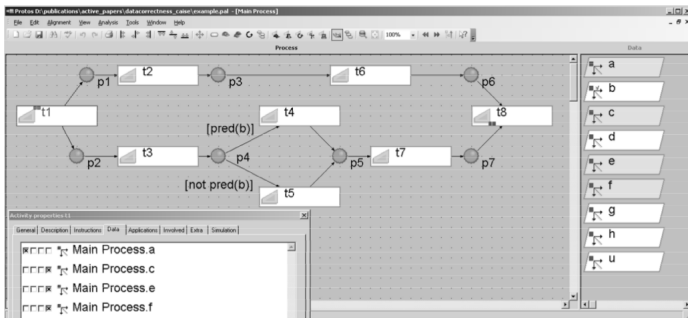 Protos D:\publications\active_papers\datacorrectness_caise\example.pal - [Main Process]
File Edit Alignment View Analysis Tools Window Help
100%
Process
Data
p1
t2
p3
t6
p6
t1
t4
t8
[pred(b)]
p2
t3
p4
p5
t7
p7
[not pred(b)]
t5
a
b
c
d
e
f
g
h
u
Activity properties t1
General Description Instructions Data Applications Involved Extra Simulation
Main Process.a
Main Process.c
Main Process.e
Main Process.f